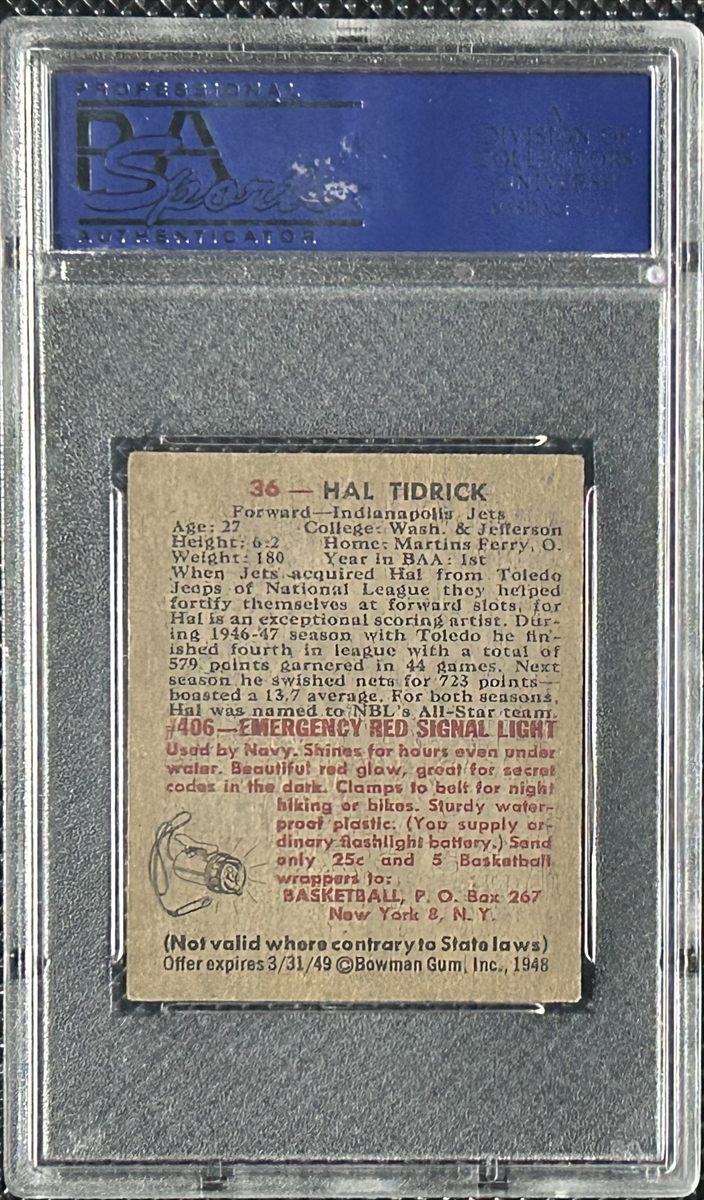 PROFESSIONAL
PSA
Sports
AUTHENTICATOR
A
DIVISION OF
COLLECTORS
UNIVERSE
36 — HAL TIDRICK
Forward—Indianapolis Jets
Age: 27 College: Wash. & Jefferson
Height: 6:2 Home: Martins Ferry, O.
Weight: 180 Year in BAA: 1st
When Jets acquired Hal from Toledo
Jeeps of National League they helped
fortify themselves at forward slots, for
Hal is an exceptional scoring artist. Dur-
ing 1946-47 season with Toledo he fin-
ished fourth in league with a total of
579 points garnered in 44 games. Next
season he swished nets for 723 points—
boasted a 13.7 average. For both seasons,
Hal was named to NBL's All-Star team.
#406—EMERGENCY RED SIGNAL LIGHT
Used by Navy. Shines for hours even under
water. Beautiful red glow, great for secret
codes in the dark. Clamps to belt for night
hiking or bikes. Sturdy water-
proof plastic. (You supply or-
dinary flashlight battery.) Send
only 25c and 5 Basketball
wrappers to:
BASKETBALL, P. O. Box 267
New York 8, N. Y.
(Not valid where contrary to State laws)
Offer expires 3/31/49 ©Bowman Gum, Inc., 1948